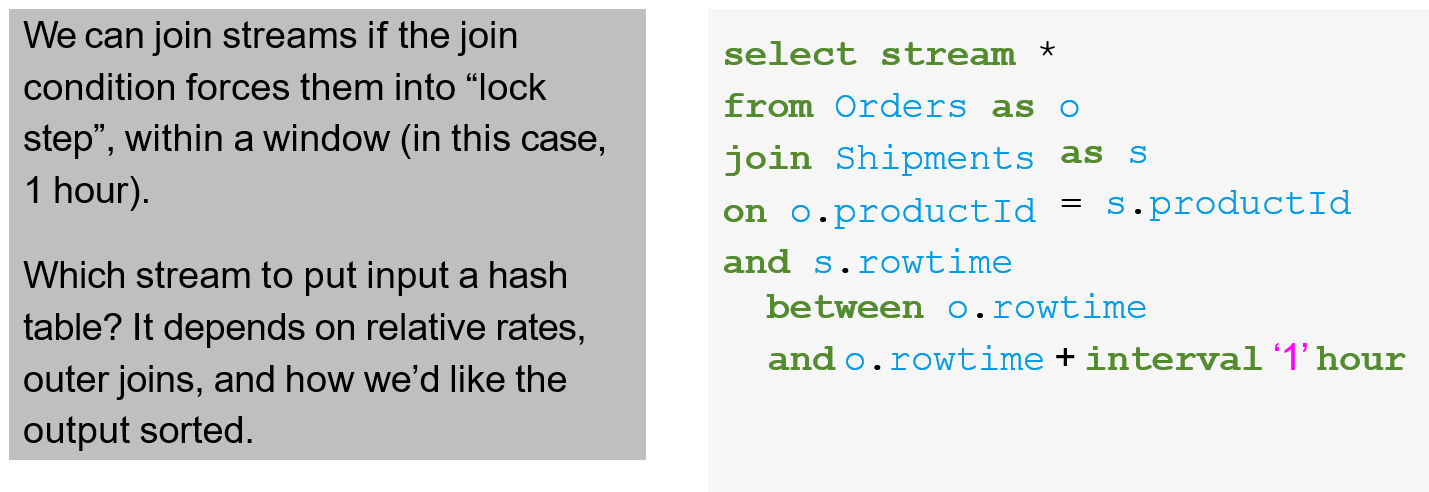 We can join streams if the join
condition forces them into “lock
step”, within a window (in this case,
1 hour).
Which stream to put input a hash
table? It depends on relative rates,
outer joins, and how we’d like the
output sorted.
select stream *
from Orders as o
join Shipments as s
on o.productId = s.productId
and s.rowtime
between o.rowtime
and o.rowtime + interval ‘1’ hour